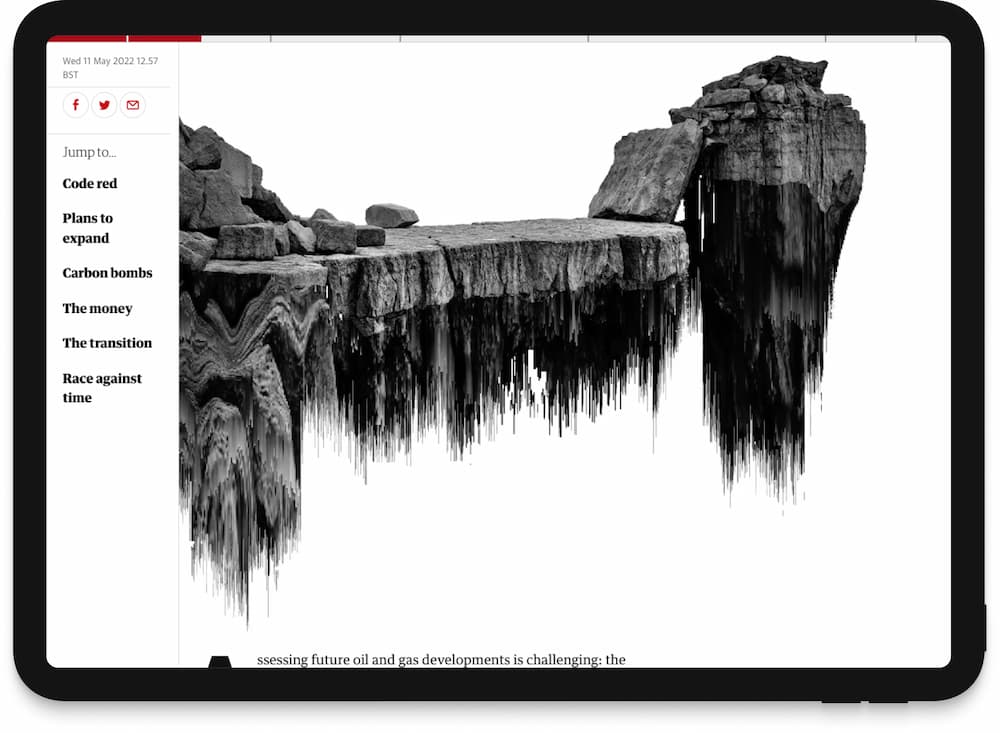 Wed 11 May 2022 12.57
BST
Jump to...
Code red
Plans to
expand
Carbon bombs
The money
The transition
Race against
time
Assessing future oil and gas developments is challenging: the